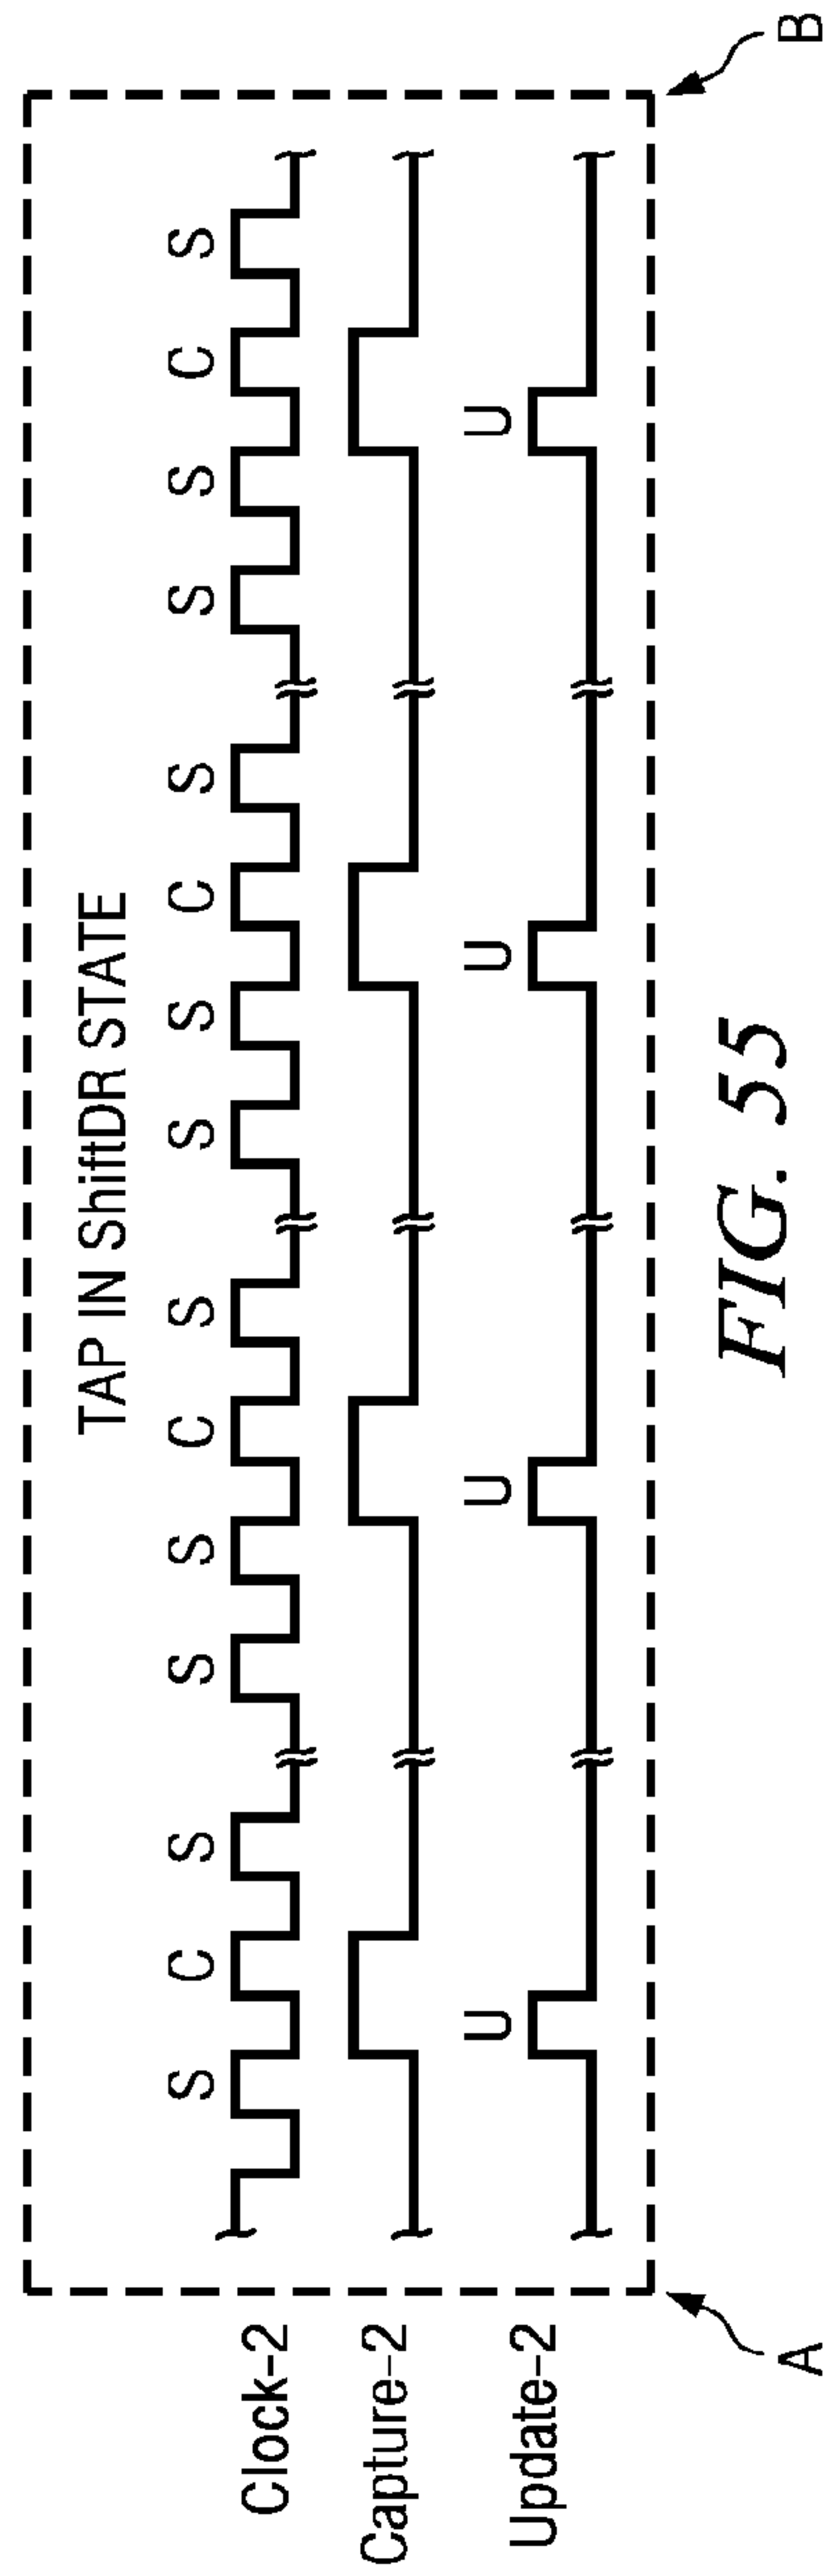 TAP IN ShiftDR STATE
S C S S S C S S S C S S S C S
Clock-2
Capture-2
U U U U
Update-2
A B
FIG. 55